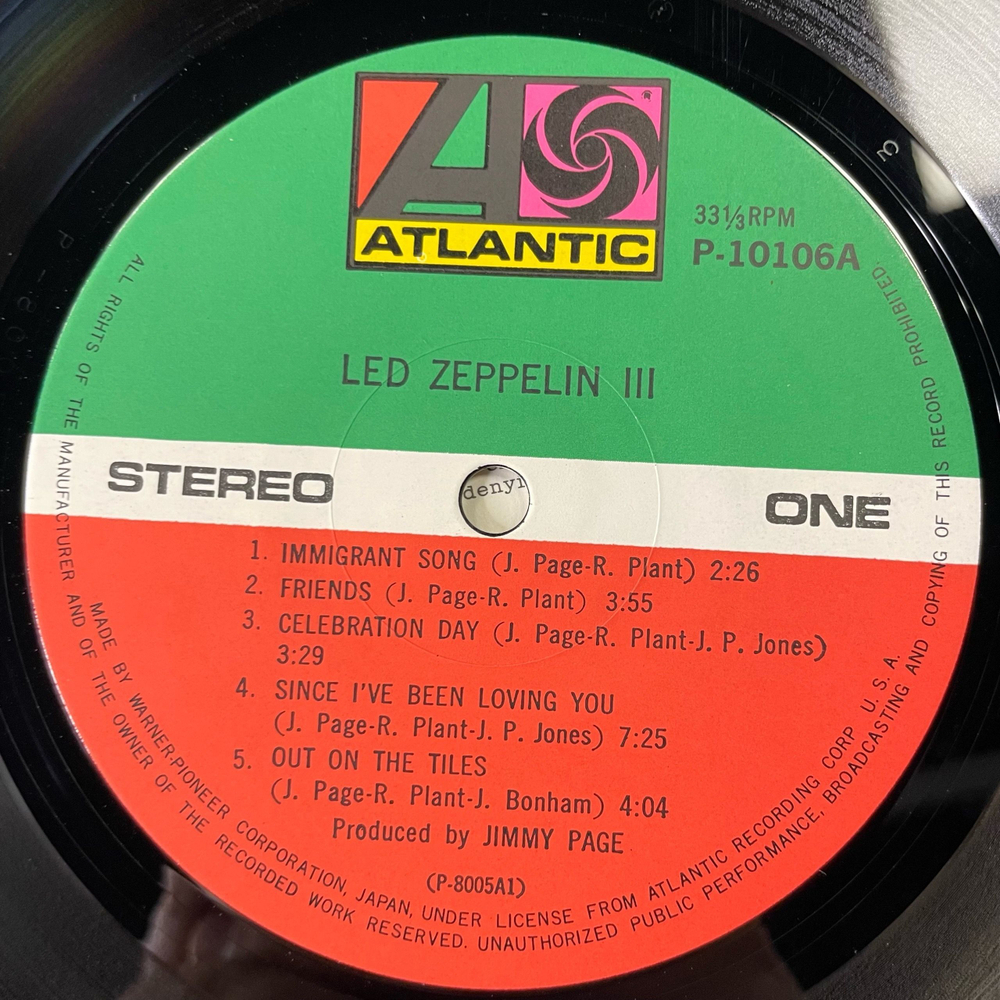 ATLANTIC
®
33⅓ RPM
P-10106A
LED ZEPPELIN III
STEREO
ONE
denyl
1. IMMIGRANT SONG (J. Page-R. Plant) 2:26
2. FRIENDS (J. Page-R. Plant) 3:55
3. CELEBRATION DAY (J. Page-R. Plant-J. P. Jones)
3:29
4. SINCE I'VE BEEN LOVING YOU
(J. Page-R. Plant-J. P. Jones) 7:25
5. OUT ON THE TILES
(J. Page-R. Plant-J. Bonham) 4:04
Produced by JIMMY PAGE
(P-8005A1)
MADE BY WARNER-PIONEER CORPORATION, JAPAN, UNDER LICENSE FROM ATLANTIC RECORDING CORP U. S. A.
ALL RIGHTS OF THE MANUFACTURER AND OF THE OWNER OF THE RECORDED WORK RESERVED. UNAUTHORIZED PUBLIC PERFORMANCE, BROADCASTING AND COPYING OF THIS RECORD PROHIBITED.